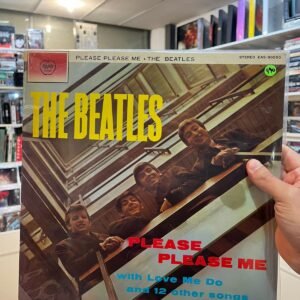 PLEASE PLEASE ME • THE BEATLES
STEREO EAS-80550
THE BEATLES
PLEASE
PLEASE ME
with Love Me Do
and 12 other songs